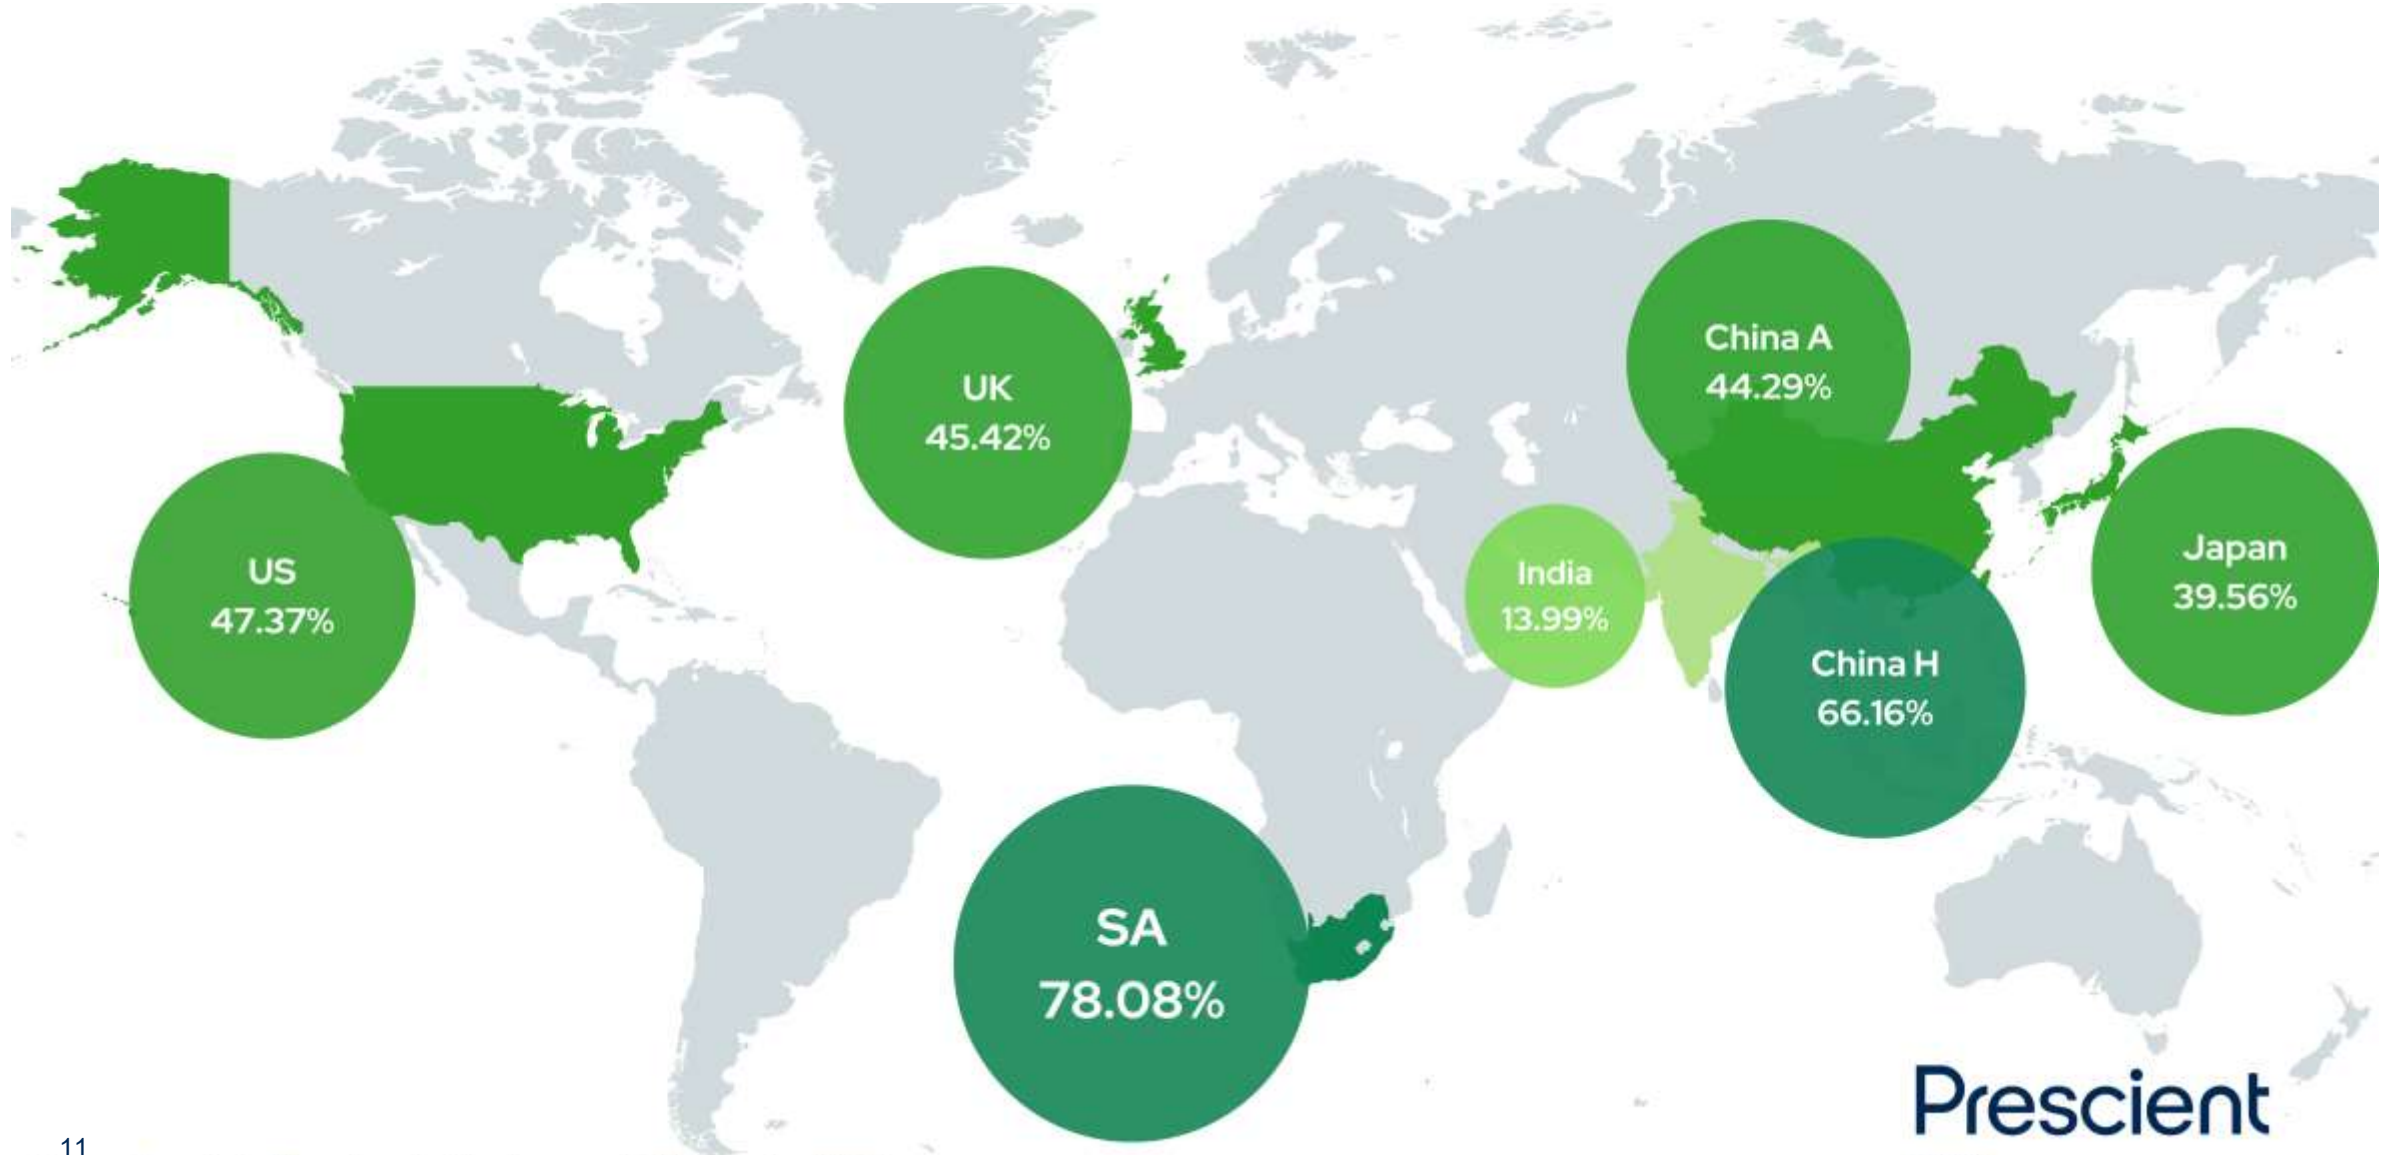 China A
44.29%
UK
45.42%
US
47.37%
India
13.99%
Japan
39.56%
China H
66.16%
SA
78.08%
Prescient
11